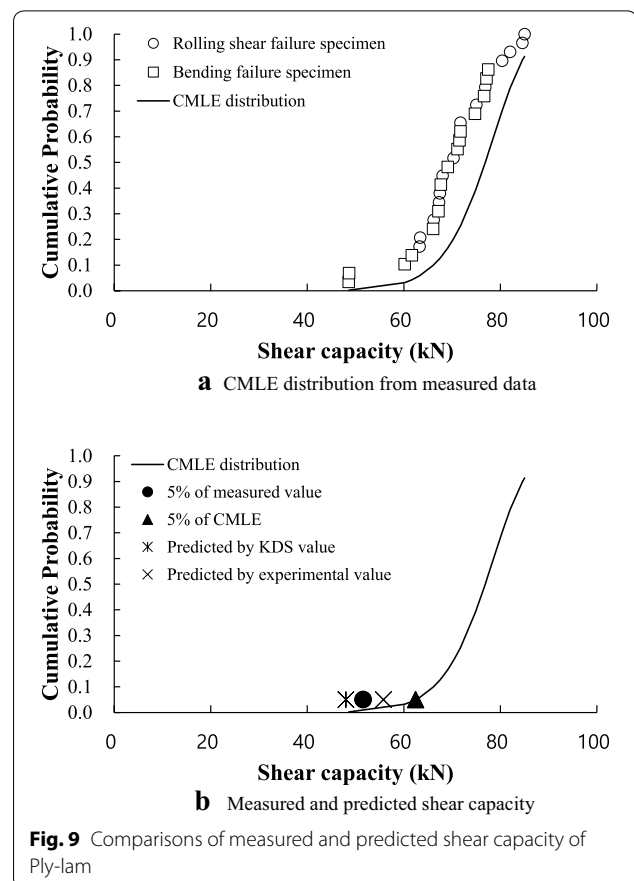 1.0
0.9
0.8
0.7
0.6
0.5
0.4
0.3
0.2
0.1
0.0
Cumulative Probability
Rolling shear failure specimen
Bending failure specimen
CMLE distribution
0 20 40 60 80 100
Shear capacity (kN)
a CMLE distribution from measured data
1.0
0.9
0.8
0.7
0.6
0.5
0.4
0.3
0.2
0.1
0.0
Cumulative Probability
CMLE distribution
5% of measured value
5% of CMLE
Predicted by KDS value
Predicted by experimental value
0 20 40 60 80 100
Shear capacity (kN)
b Measured and predicted shear capacity
Fig. 9 Comparisons of measured and predicted shear capacity of
Ply-lam